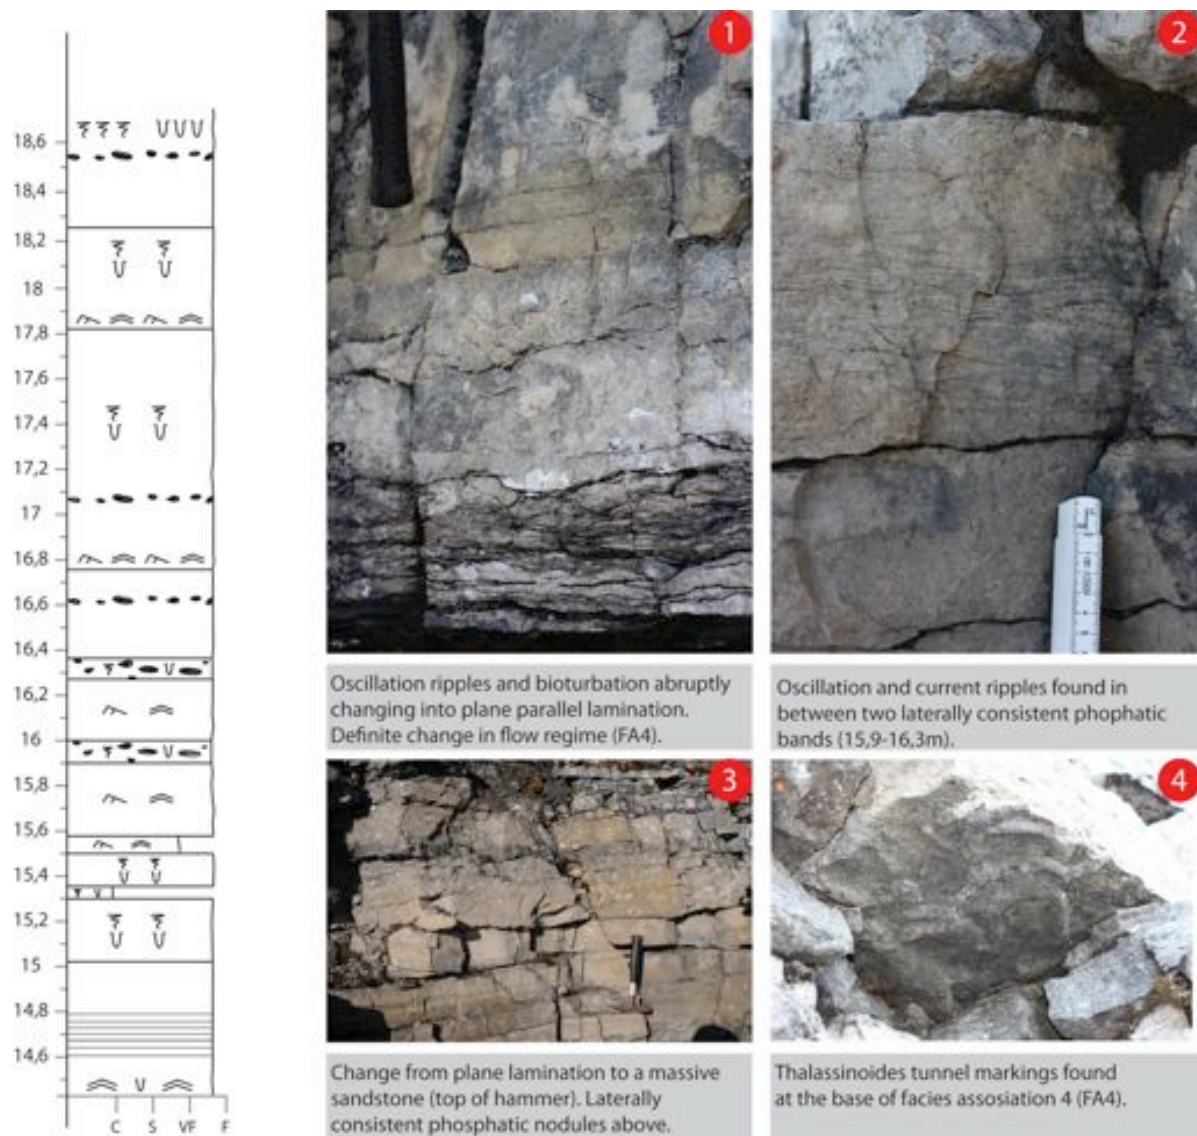 18,6
18,4
18,2
18
17,8
17,6
17,4
17,2
17
16,8
16,6
16,4
16,2
16
15,8
15,6
15,4
15,2
15
14,8
14,6
C S VF F
1
Oscillation ripples and bioturbation abruptly
changing into plane parallel lamination.
Definite change in flow regime (FA4).
2
Oscillation and current ripples found in
between two laterally consistent phophatic
bands (15,9-16,3m).
3
Change from plane lamination to a massive
sandstone (top of hammer). Laterally
consistent phosphatic nodules above.
4
Thalassinoides tunnel markings found
at the base of facies assosiation 4 (FA4).